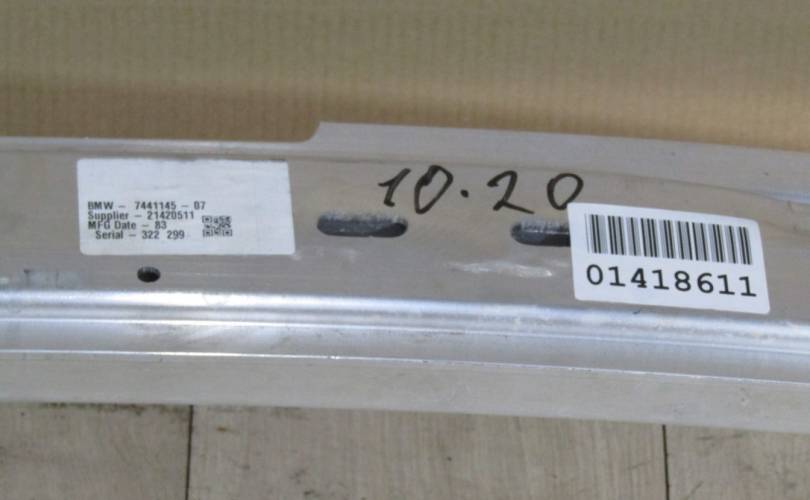 BMW – 7441145 – 07
Supplier – 21420511
MFG Date – 83
Serial – 322 299
10.20
01418611